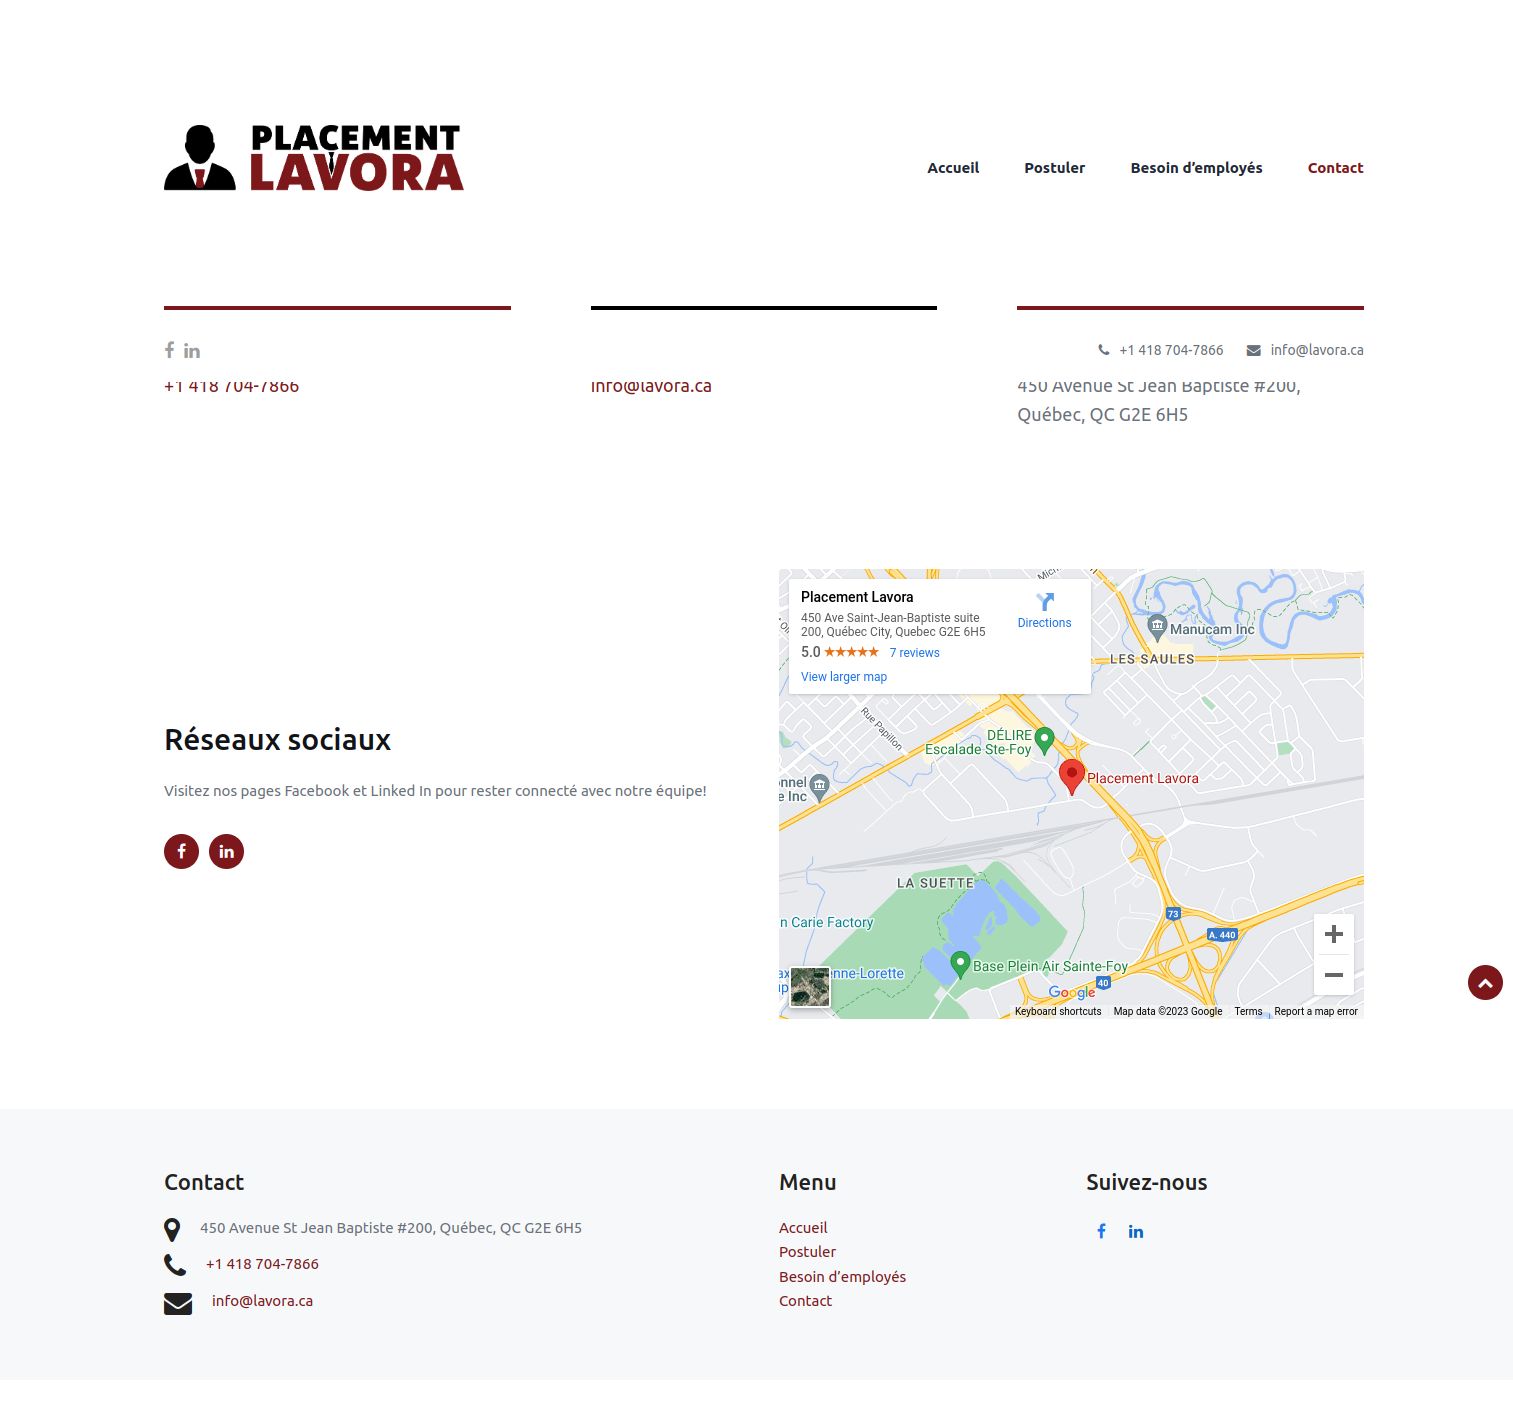 PLACEMENT
LAVORA
Accueil
Postuler
Besoin d’employés
Contact
+1 418 704-7866
info@lavora.ca
+1 418 704-7866
info@lavora.ca
450 Avenue St Jean Baptiste #200,
Québec, QC G2E 6H5
Réseaux sociaux
Visitez nos pages Facebook et Linked In pour rester connecté avec notre équipe!
Placement Lavora
450 Ave Saint-Jean-Baptiste suite
200, Québec City, Quebec G2E 6H5
5.0
7 reviews
View larger map
Directions
Manucam Inc
LES SAULES
Rue Papillon
DÉLIRE
Escalade Ste-Foy
Placement Lavora
e Inc
LA SUETTE
n Carie Factory
73
A. 440
enne-Lorette
Base Plein Air Sainte-Foy
40
Google
Keyboard shortcuts
Map data ©2023 Google
Terms
Report a map error
Contact
450 Avenue St Jean Baptiste #200, Québec, QC G2E 6H5
+1 418 704-7866
info@lavora.ca
Menu
Accueil
Postuler
Besoin d’employés
Contact
Suivez-nous